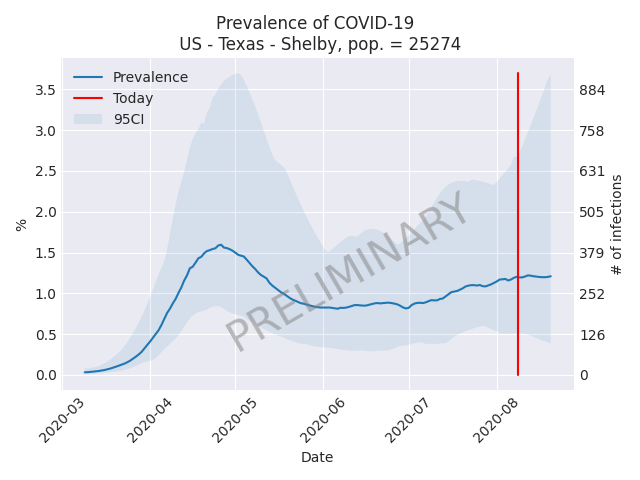 Prevalence of COVID-19
US - Texas - Shelby, pop. = 25274
Prevalence
Today
95CI
3.5
3.0
2.5
2.0
1.5
1.0
0.5
0.0
%
884
758
631
505
379
252
126
0
# of infections
PRELIMINARY
2020-03
2020-04
2020-05
2020-06
2020-07
2020-08
Date